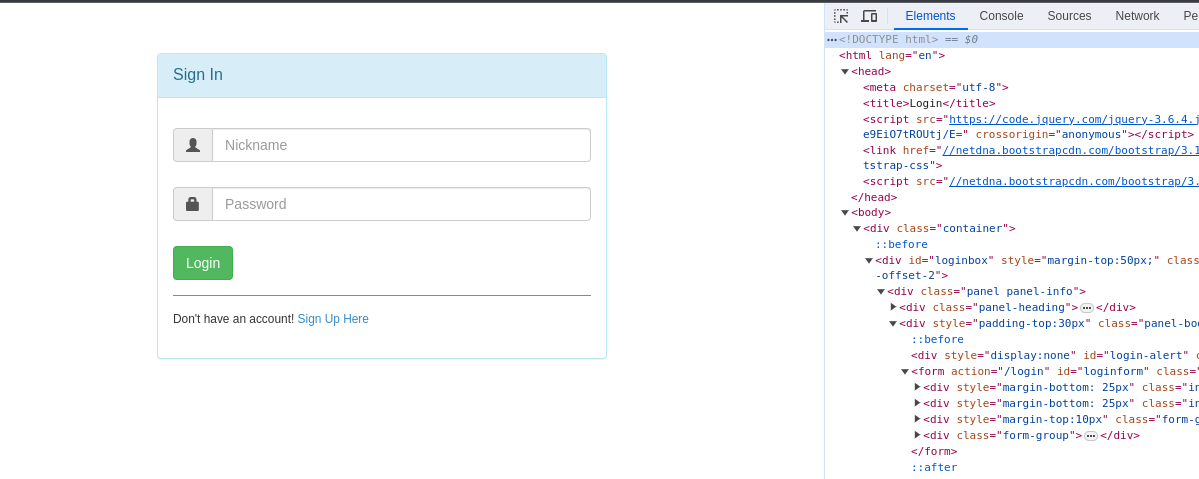 Sign In
Nickname
Password
Login
Don't have an account! Sign Up Here
Elements Console Sources Network Pe
<!DOCTYPE html> == $0
<html lang="en">
<head>
<meta charset="utf-8">
<title>Login</title>
<script src="https://code.jquery.com/jquery-3.6.4.j
e9EiO7tROUtj/E=" crossorigin="anonymous"></script>
<link href="//netdna.bootstrapcdn.com/bootstrap/3.1
tstrap-css">
<script src="//netdna.bootstrapcdn.com/bootstrap/3.
</head>
<body>
<div class="container">
::before
<div id="loginbox" style="margin-top:50px;" class
-offset-2">
<div class="panel panel-info">
<div class="panel-heading">…</div>
<div style="padding-top:30px" class="panel-bo
::before
<div style="display:none" id="login-alert" c
<form action="/login" id="loginform" class="
<div style="margin-bottom: 25px" class="in
<div style="margin-bottom: 25px" class="in
<div style="margin-top:10px" class="form-g
<div class="form-group">…</div>
</form>
::after